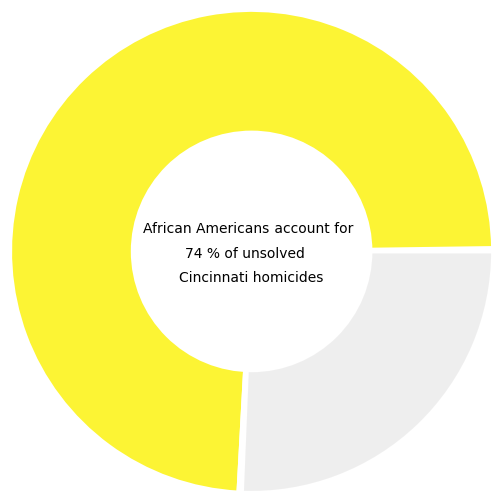 African Americans account for
74 % of unsolved
Cincinnati homicides